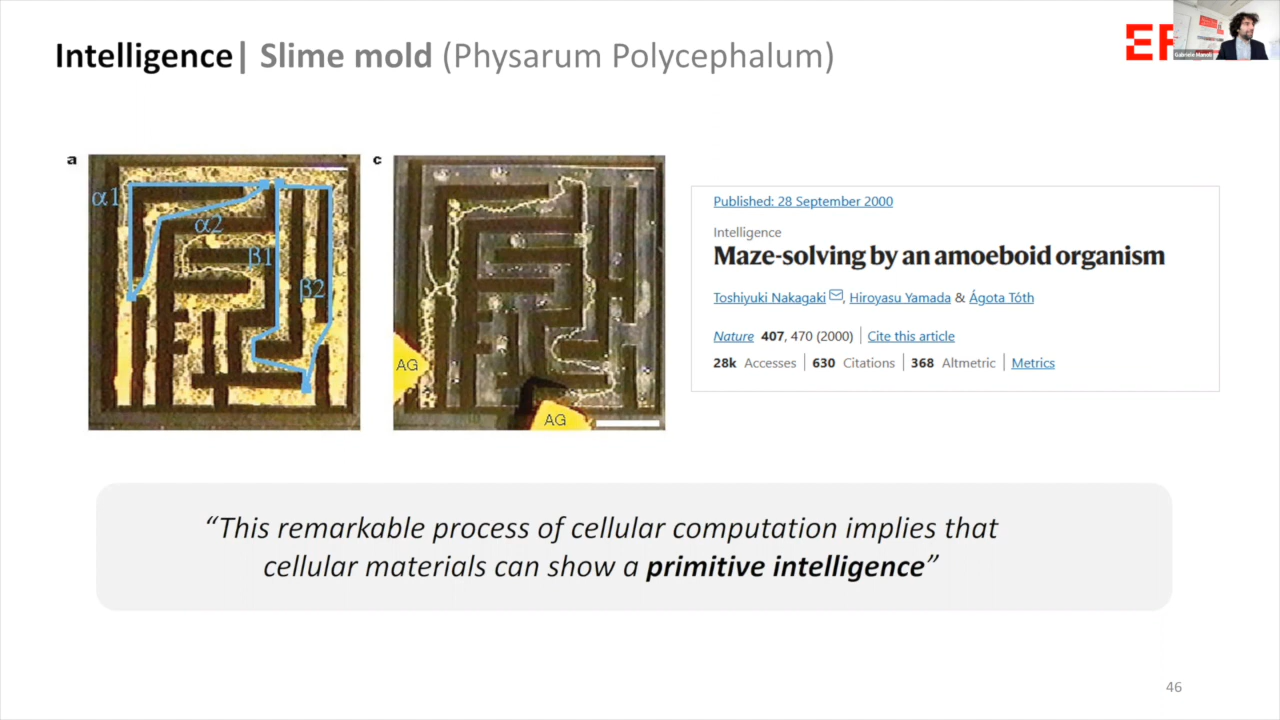 Intelligence| Slime mold (Physarum Polycephalum)
EP
Gabriele Manoli
a
c
α1
α2
β1
β2
AG
AG
Published: 28 September 2000
Intelligence
Maze-solving by an amoeboid organism
Toshiyuki Nakagaki, Hiroyasu Yamada & Ágota Tóth
Nature 407, 470 (2000) | Cite this article
28k Accesses | 630 Citations | 368 Altmetric | Metrics
“This remarkable process of cellular computation implies that
cellular materials can show a primitive intelligence”
46